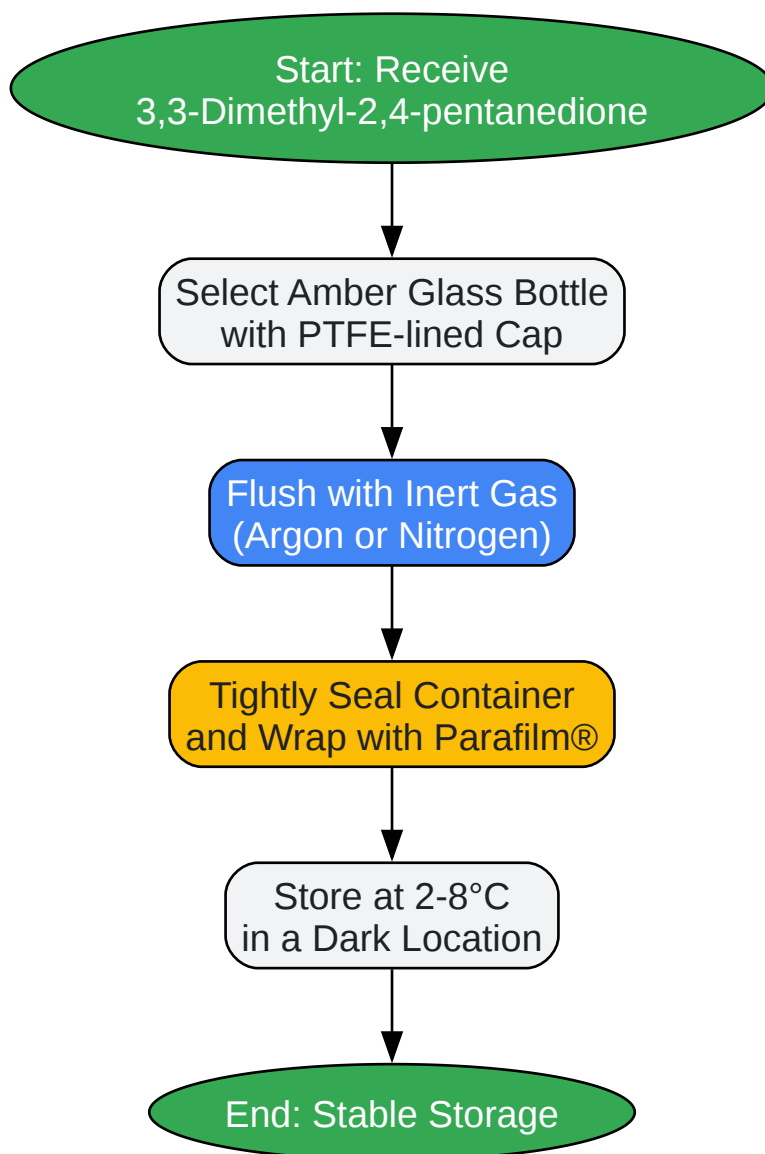 Start: Receive
3,3-Dimethyl-2,4-pentanedione
Select Amber Glass Bottle
with PTFE-lined Cap
Flush with Inert Gas
(Argon or Nitrogen)
Tightly Seal Container
and Wrap with Parafilm®
Store at 2-8°C
in a Dark Location
End: Stable Storage